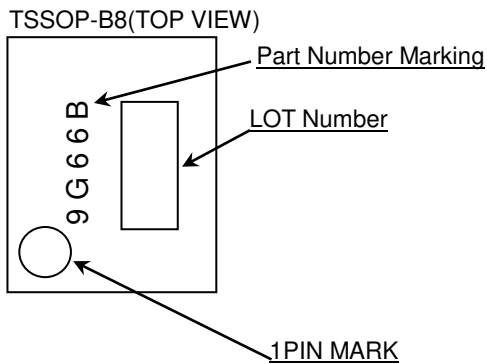 TSSOP-B8(TOP VIEW)
Part Number Marking
LOT Number
9G66B
1PIN MARK